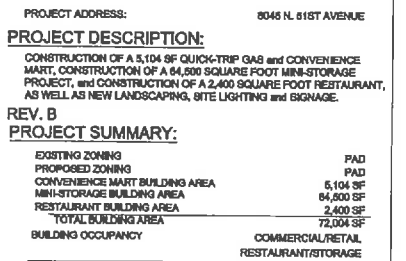 PROJECT ADDRESS: 8045 N. 51ST AVENUE
PROJECT DESCRIPTION:
CONSTRUCTION OF A 5,104 SF QUICK-TRIP GAS and CONVENIENCE
MART, CONSTRUCTION OF A 64,500 SQUARE FOOT MINI-STORAGE
PROJECT, and CONSTRUCTION OF A 2,400 SQUARE FOOT RESTAURANT,
AS WELL AS NEW LANDSCAPING, SITE LIGHTING and SIGNAGE.
REV. B
PROJECT SUMMARY:
EXISTING ZONING PAD
PROPOSED ZONING PAD
CONVENIENCE MART BUILDING AREA 5,104 SF
MINI-STORAGE BUILDING AREA 64,500 SF
RESTAURANT BUILDING AREA 2,400 SF
TOTAL BUILDING AREA 72,004 SF
BUILDING OCCUPANCY COMMERCIAL/RETAIL
RESTAURANT/STORAGE